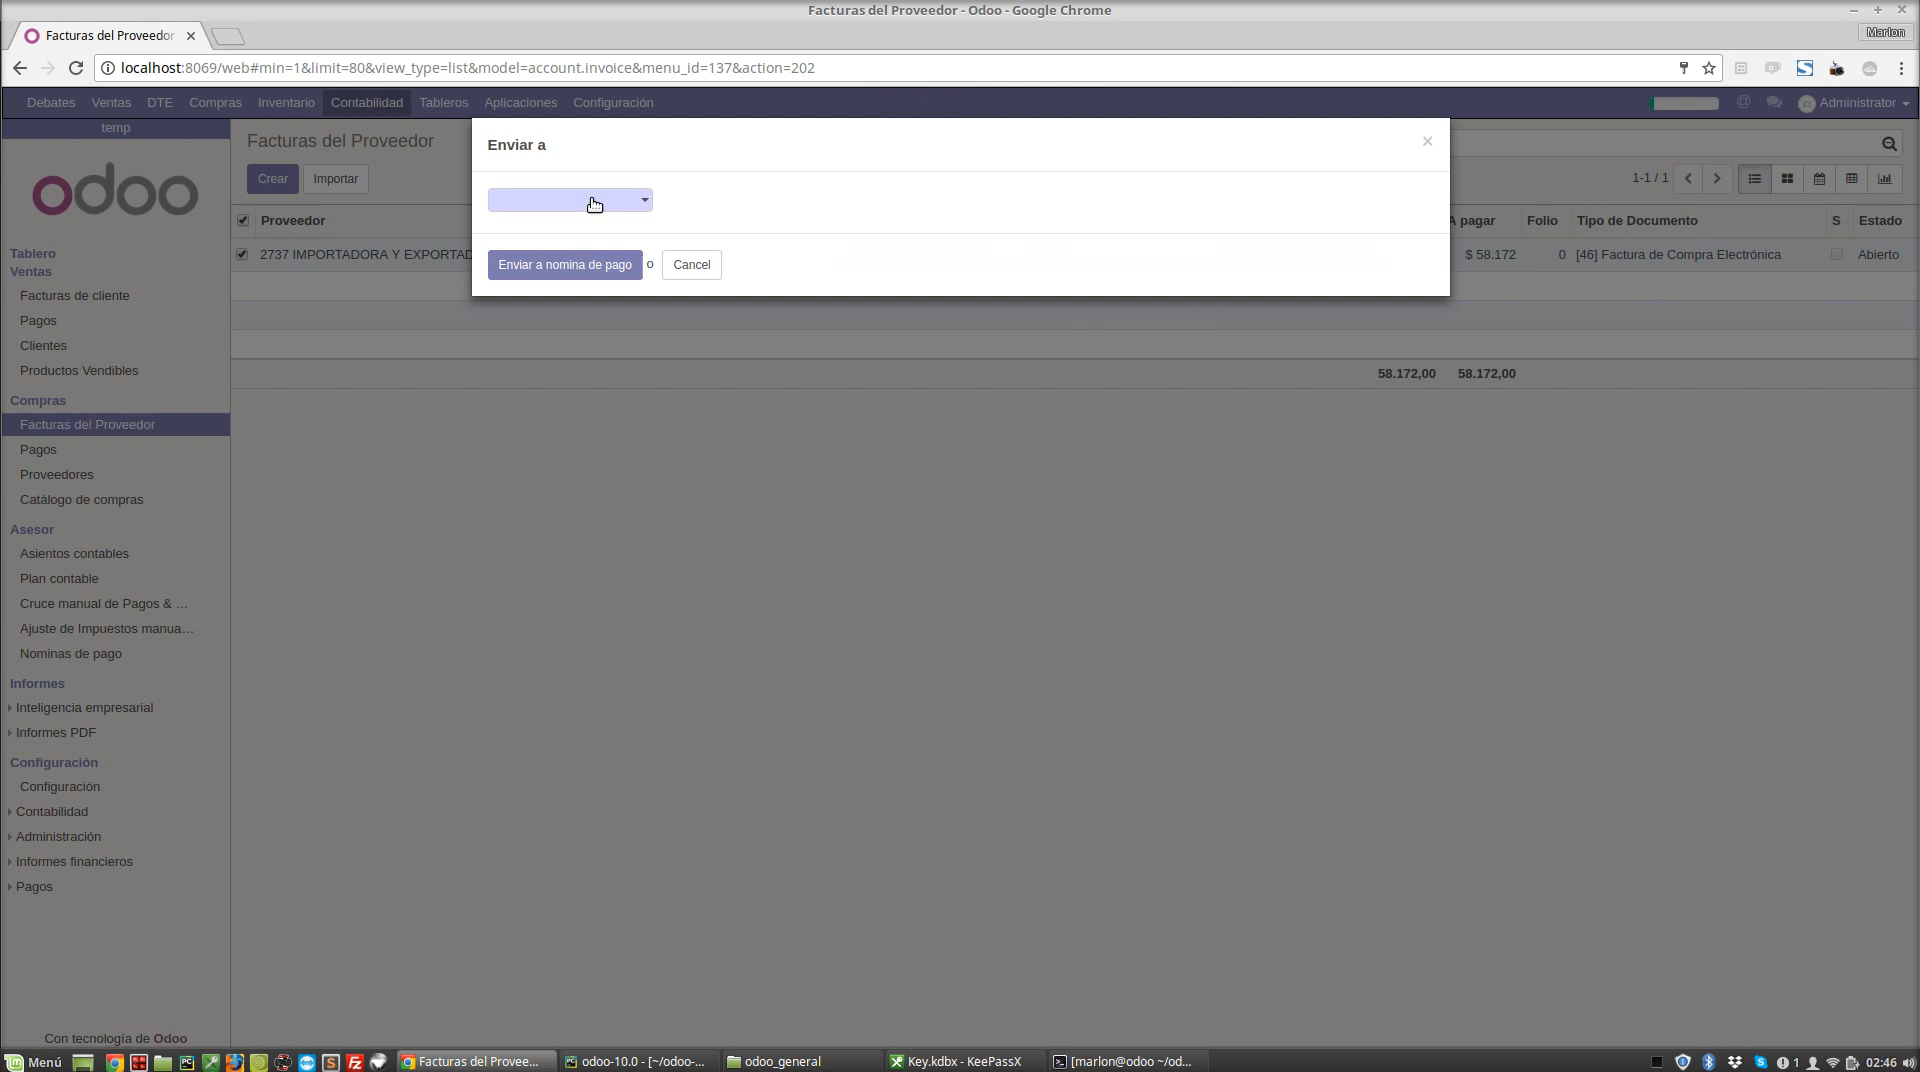 Facturas del Proveedor - Odoo - Google Chrome
Facturas del Proveedor
Marlon
localhost:8069/web#min=1&limit=80&view_type=list&model=account.invoice&menu_id=137&action=202
Debates Ventas DTE Compras Inventario Contabilidad Tableros Aplicaciones Configuración
@ Administrator
temp
odoo
Facturas del Proveedor
Crear Importar
1-1 / 1
Enviar a
×
Enviar a nomina de pago o Cancel
Proveedor pagar Folio Tipo de Documento S Estado
2737 IMPORTADORA Y EXPORTAD $ 58.172 0 [46] Factura de Compra Electrónica Abierto
58.172,00 58.172,00
Tablero
Ventas
Facturas de cliente
Pagos
Clientes
Productos Vendibles
Compras
Facturas del Proveedor
Pagos
Proveedores
Catálogo de compras
Asesor
Asientos contables
Plan contable
Cruce manual de Pagos & ...
Ajuste de Impuestos manua...
Nominas de pago
Informes
Inteligencia empresarial
Informes PDF
Configuración
Configuración
Contabilidad
Administración
Informes financieros
Pagos
Con tecnología de Odoo
Menú Facturas del Provee... odoo-10.0 - [~/odoo-... odoo_general Key.kdbx - KeePassX [marlon@odoo ~/od... 1 02:46